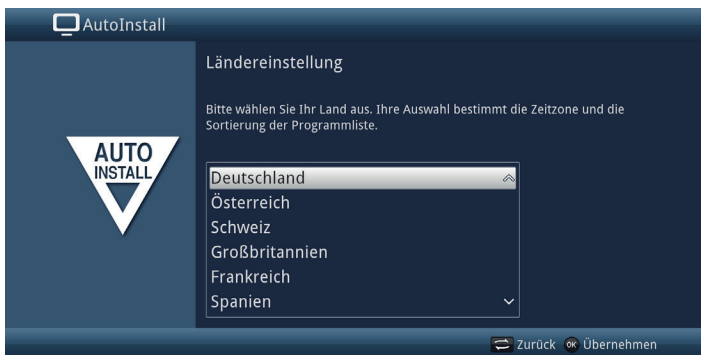 AutoInstall
Ländereinstellung
Bitte wählen Sie Ihr Land aus. Ihre Auswahl bestimmt die Zeitzone und die
Sortierung der Programmliste.
AUTO
INSTALL
Deutschland
Österreich
Schweiz
Großbritannien
Frankreich
Spanien
Zurück OK Übernehmen